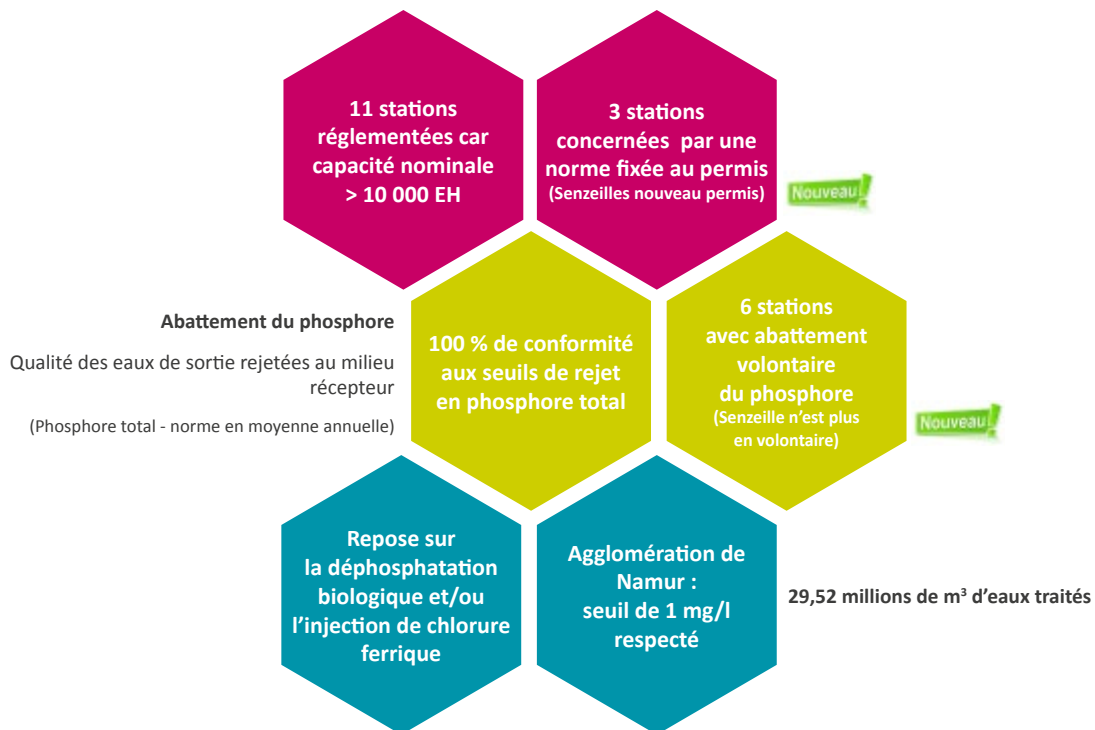 11 stations
réglementées car
capacité nominale
> 10 000 EH
3 stations
concernées par une
norme fixée au permis
(Senzeilles nouveau permis)
Nouveau !
Abattement du phosphore
Qualité des eaux de sortie rejetées au milieu
récepteur
(Phosphore total - norme en moyenne annuelle)
100 % de conformité
aux seuils de rejet
en phosphore total
6 stations
avec abattement
volontaire
du phosphore
(Senzeille n’est plus
en volontaire)
Nouveau !
Repose sur
la déphosphatation
biologique et/ou
l’injection de chlorure
ferrique
Agglomération de
Namur :
seuil de 1 mg/l
respecté
29,52 millions de m³ d’eaux traités